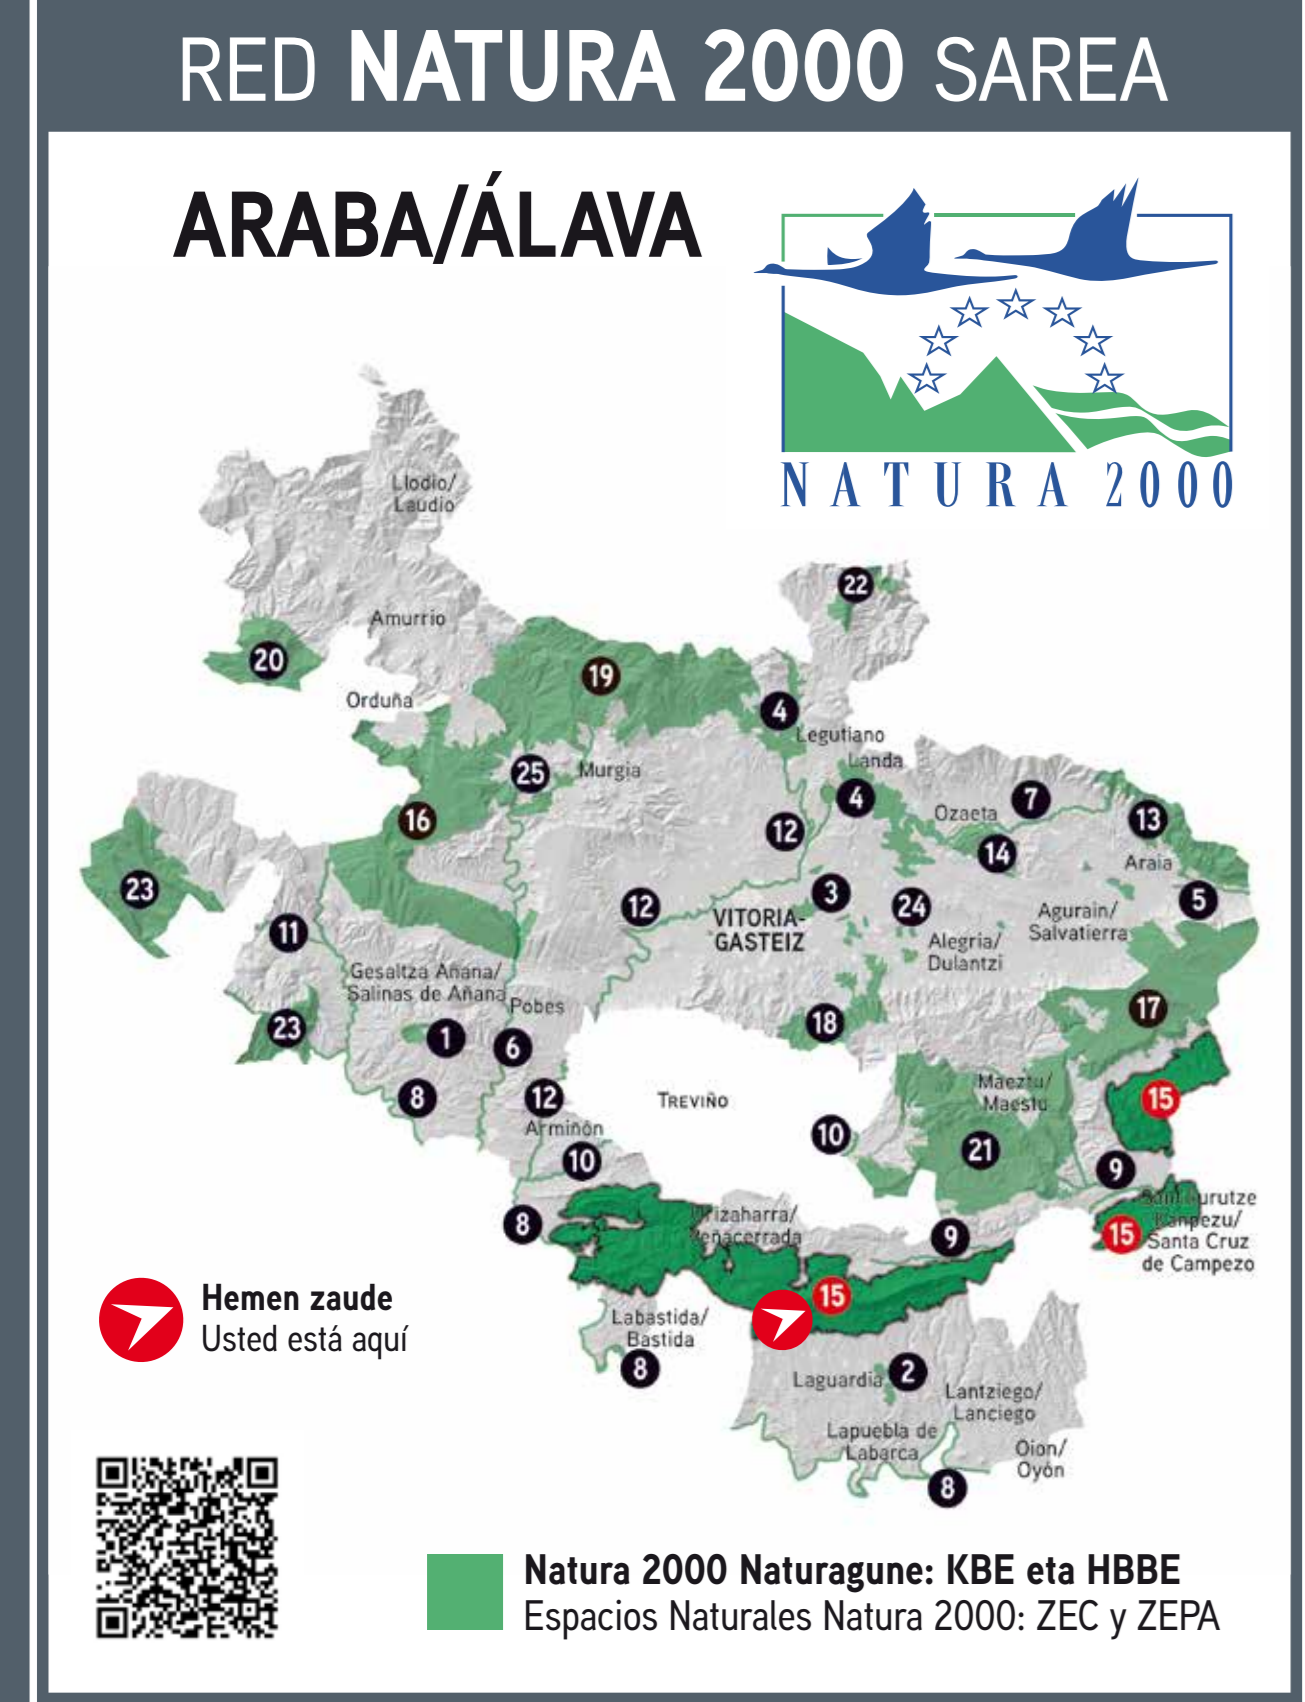 RED NATURA 2000 SAREA
ARABA/ÁLAVA
NATURA 2000
Llodio/
Laudio
22
Amurrio
20
19
Orduña
4
Legutiano
Landa
25
Murgia
4
7
16
Ozaeta
13
12
14
Araia
23
3
5
12
24
VITORIA-
GASTEIZ
Agurain/
Salvatierra
11
Alegria/
Dulantzi
Gesaltza Añana/
Salinas de Añana
Pobes
17
23
18
1
6
Maeztu/
Maestu
8
12
TREVIÑO
15
Armiñón
10
10
21
9
Santa Cruz
de Campezo
8
15
9
Hemen zaude
Usted está aquí
15
Labastida/
Bastida
8
Laguardia
2
Lantziego/
Lanciego
Lapuebla de
Labarca
Oion/
Oyón
8
Natura 2000 Naturagune: KBE eta HBBE
Espacios Naturales Natura 2000: ZEC y ZEPA